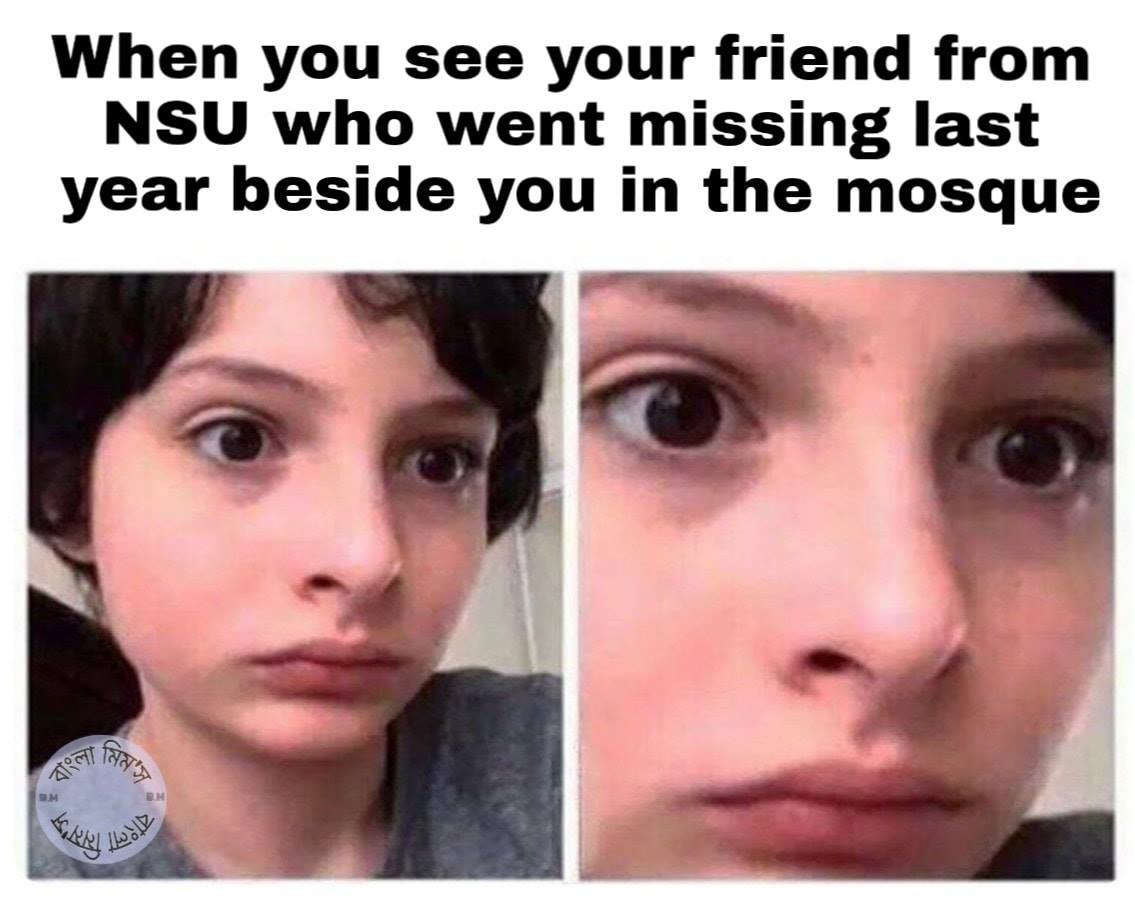 When you see your friend from
NSU who went missing last
year beside you in the mosque
বাংলা মিম'স
B.M
B.M
বাংলা মিম'স